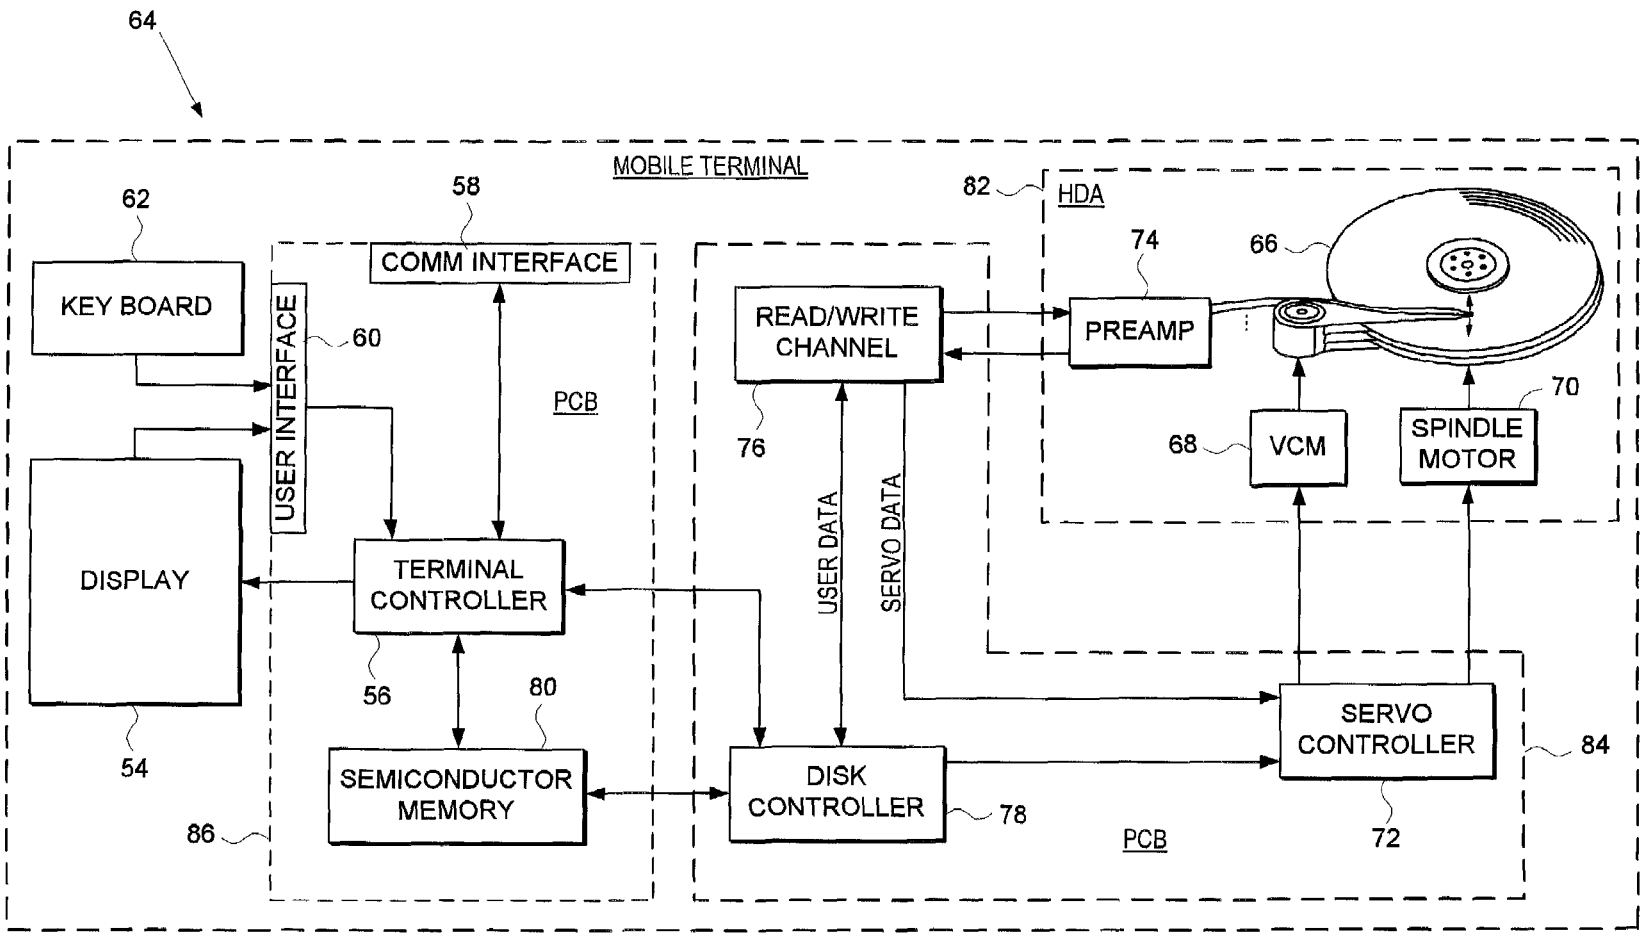 64
MOBILE TERMINAL
62
KEY BOARD
58
COMM INTERFACE
USER INTERFACE
60
PCB
DISPLAY
54
TERMINAL
CONTROLLER
56
80
SEMICONDUCTOR
MEMORY
86
READ/WRITE
CHANNEL
76
USER DATA
SERVO DATA
DISK
CONTROLLER
78
PCB
82
HDA
74
PREAMP
66
68
VCM
70
SPINDLE
MOTOR
SERVO
CONTROLLER
72
84